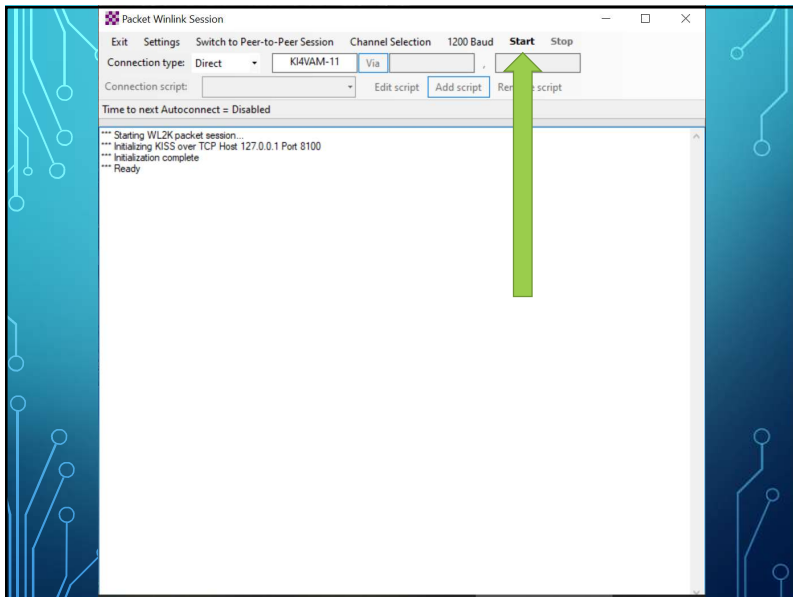 Packet Winlink Session
Exit Settings Switch to Peer-to-Peer Session Channel Selection 1200 Baud Start Stop
Connection type: Direct KI4VAM-11 Via ,
Connection script: Edit script Add script script
Time to next Autoconnect = Disabled
*** Starting WL2K packet session...
*** Initializing KISS over TCP Host 127.0.0.1 Port 8100
*** Initialization complete
*** Ready